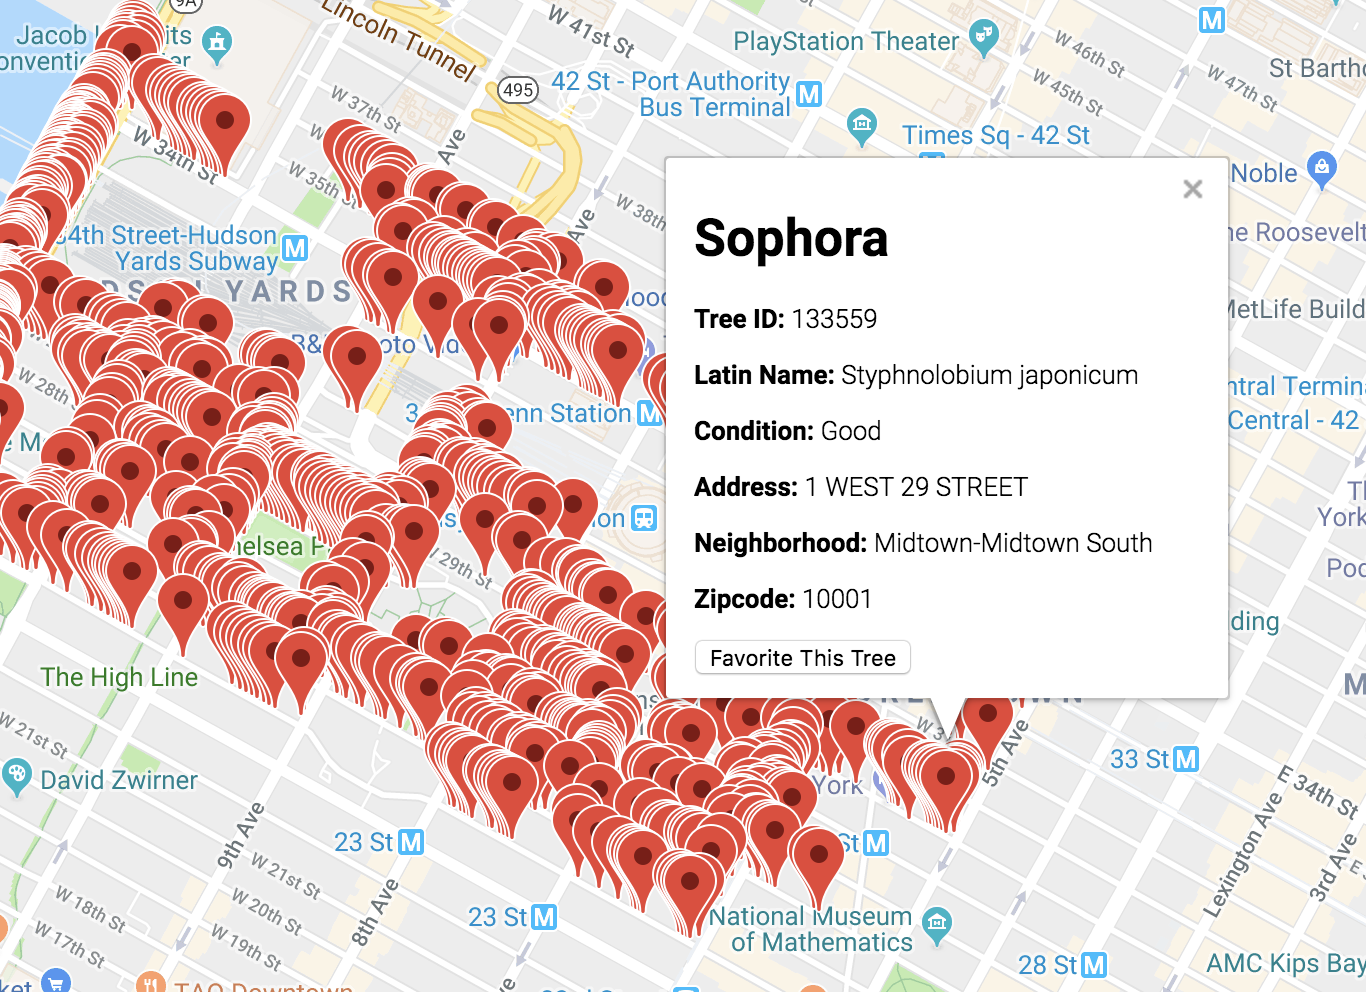 9A
Lincoln Tunnel
W 41st St
PlayStation Theater
W 46th St
St Barth
Jacob
its
onventi
er
495
42 St - Port Authority
Bus Terminal
W 45th St
W 47th St
W 37th St
Times Sq - 42 St
W 34th St
Ave
W 35th
W 38th
Ave
Noble
Sophora
Tree ID: 133559
Latin Name: Styphnolobium japonicum
Condition: Good
Address: 1 WEST 29 STREET
Neighborhood: Midtown-Midtown South
Zipcode: 10001
Favorite This Tree
he Roosevelt
34th Street-Hudson
Yards Subway
YARDS
MetLife Build
B&
oto Vid
W 28th
ntral Termin
Central - 42
enn Station
e M
Th
York
ion
helsea P
W 29th St
Poc
ding
The High Line
M
W 21st St
David Zwirner
5th Ave
33 St
York
E 34th St
9th Ave
23 St
St
Lexington Ave
3rd Ave
W 21st St
8th Ave
W 20th St
W 19th St
W 18th St
W 17th St
23 St
National Museum
of Mathematics
28 St
AMC Kips Bay
ket
TAO Downtown